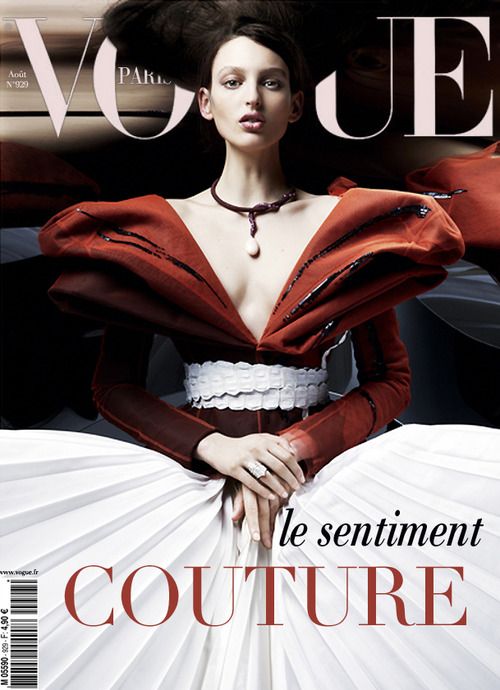 VOGUE
PARIS
Août
N°929
le sentiment
COUTURE
www.vogue.fr
M 05590 - 929 - F: 4,90 €